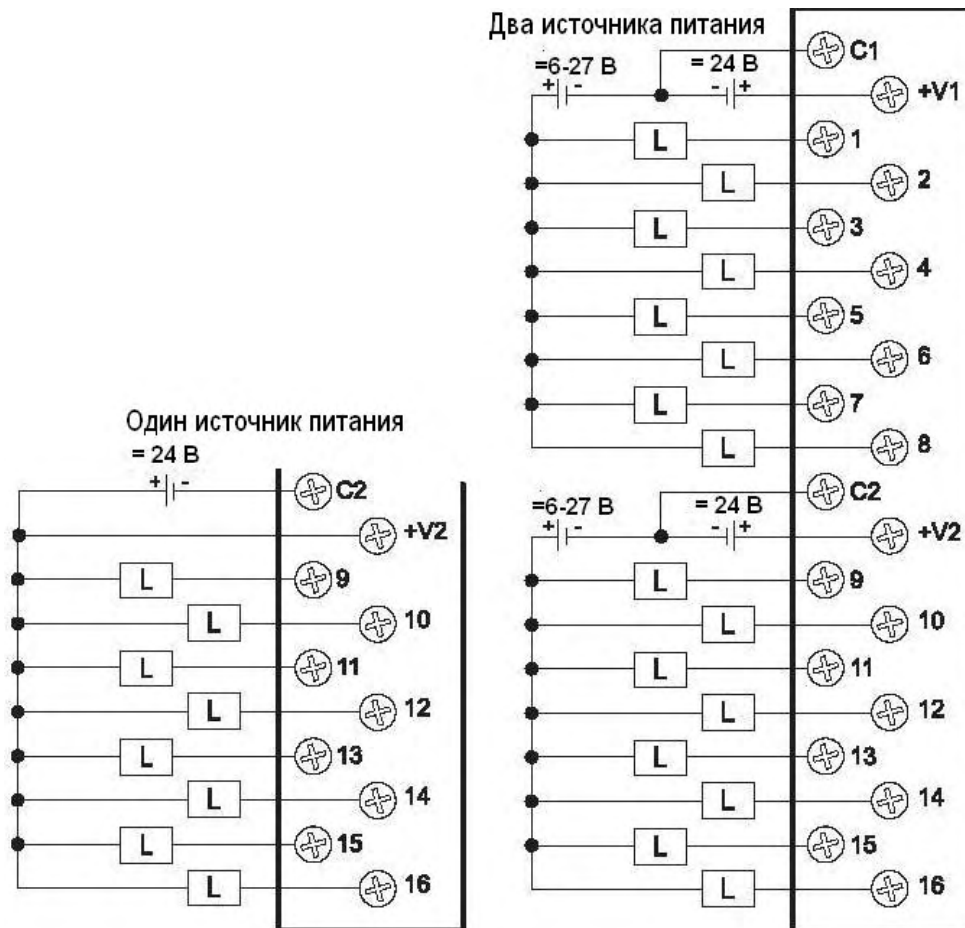 Два источника питания
C1
=6-27 В
= 24 В
+ -
- +
+V1
L
1
L
2
L
3
L
4
L
5
L
6
L
7
L
8
C2
=6-27 В
= 24 В
+ -
- +
+V2
L
9
L
10
L
11
L
12
L
13
L
14
L
15
L
16
Один источник питания
= 24 В
+ -
C2
+V2
L
9
L
10
L
11
L
12
L
13
L
14
L
15
L
16